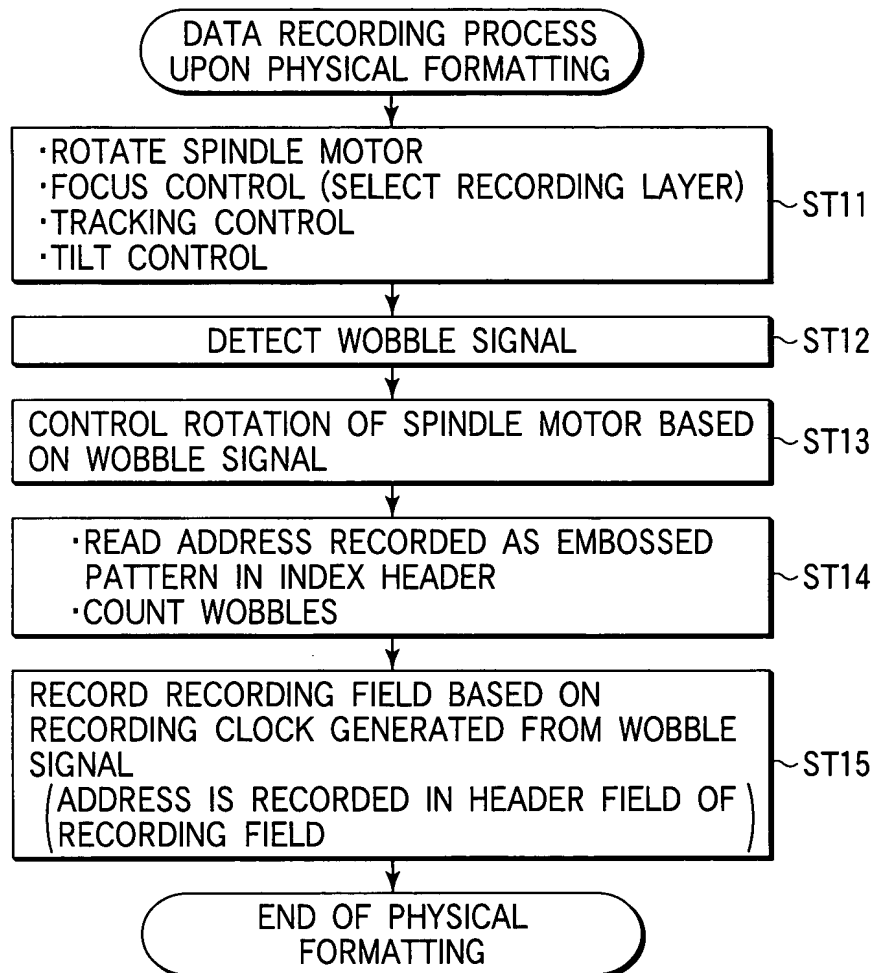 DATA RECORDING PROCESS
UPON PHYSICAL FORMATTING
·ROTATE SPINDLE MOTOR
·FOCUS CONTROL (SELECT RECORDING LAYER)
·TRACKING CONTROL
·TILT CONTROL
ST11
DETECT WOBBLE SIGNAL
ST12
CONTROL ROTATION OF SPINDLE MOTOR BASED
ON WOBBLE SIGNAL
ST13
·READ ADDRESS RECORDED AS EMBOSSED
PATTERN IN INDEX HEADER
·COUNT WOBBLES
ST14
RECORD RECORDING FIELD BASED ON
RECORDING CLOCK GENERATED FROM WOBBLE
SIGNAL
(ADDRESS IS RECORDED IN HEADER FIELD OF
RECORDING FIELD)
ST15
END OF PHYSICAL
FORMATTING